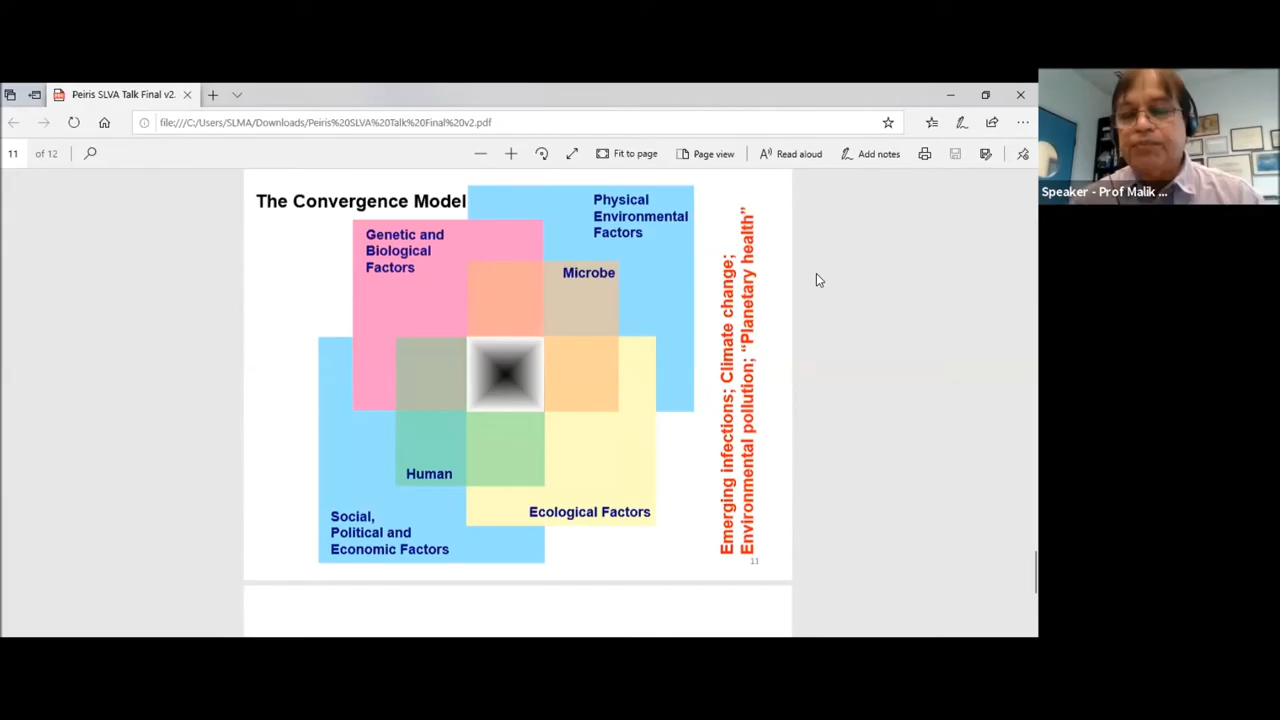 Peiris SLVA Talk Final v2.
file:///C:/Users/SLMA/Downloads/Peiris%20SLVA%20Talk%20Final%20v2.pdf
11 of 12
Fit to page
Page view
Read aloud
Add notes
Speaker - Prof Malik ...
The Convergence Model
Physical
Environmental
Factors
Genetic and
Biological
Factors
Microbe
Human
Ecological Factors
Social,
Political and
Economic Factors
Emerging infections; Climate change;
Environmental pollution; “Planetary health”
11